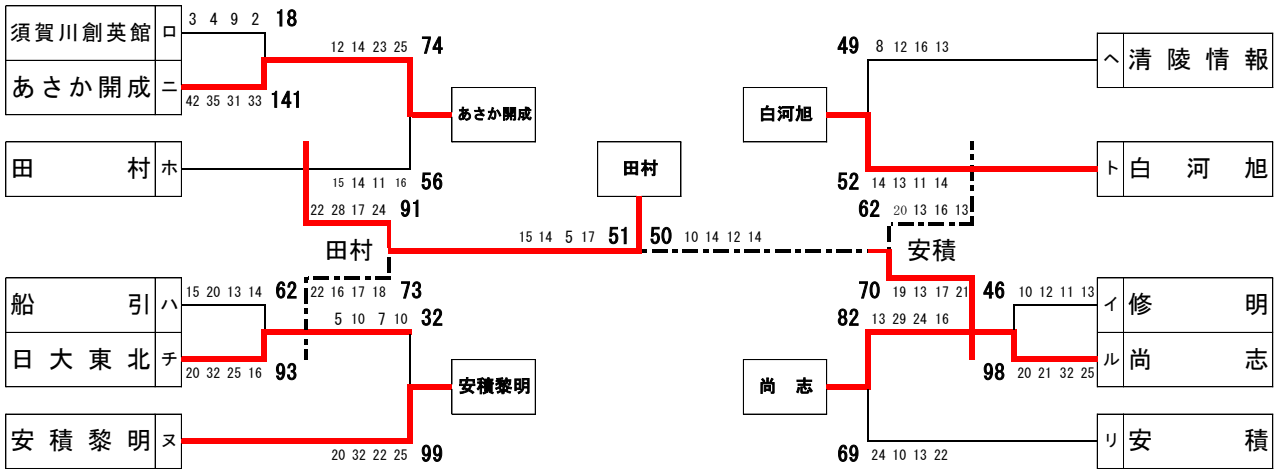 須賀川創英館 ロ 3 4 9 2 18
12 14 23 25 74
あさか開成 ニ 42 35 31 33 141
あさか開成
田 村 ホ
15 14 11 16 56
22 28 17 24 91
田村
15 14 5 17 51
田村
50 10 14 12 14
船 引 ハ 15 20 13 14 62
22 16 17 18 73
5 10 7 10 32
日大東北 チ 20 32 25 16 93
安積黎明
安積黎明 ヌ
20 32 22 25 99
49 8 12 16 13
ヘ 清陵情報
白河旭
52 14 13 11 14
ト 白河旭
62 20 13 16 13
安積
70 19 13 17 21
46 10 12 11 13 イ 修 明
82 13 29 24 16
98 20 21 32 25 ル 尚 志
尚 志
69 24 10 13 22
リ 安 積